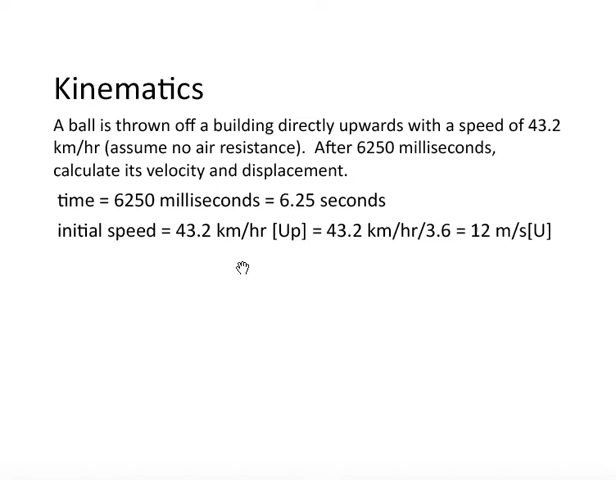 Kinematics
A ball is thrown off a building directly upwards with a speed of 43.2
km/hr (assume no air resistance).  After 6250 milliseconds,
calculate its velocity and displacement.
time = 6250 milliseconds = 6.25 seconds
initial speed = 43.2 km/hr [Up] = 43.2 km/hr/3.6 = 12 m/s[U]